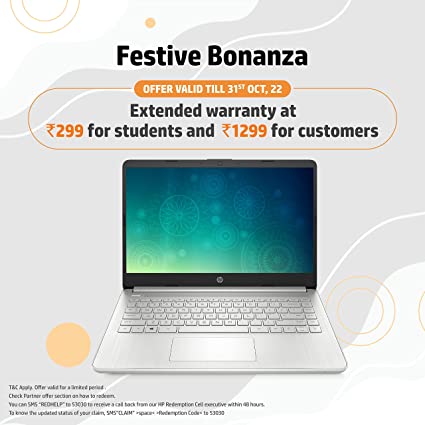 Festive Bonanza
OFFER VALID TILL 31ST OCT, 22
Extended warranty at
₹299 for students and ₹1299 for customers
hp
T&C Apply. Offer valid for a limited period .
Check Partner offer section on how to redeem.
You can SMS "REDHELP" to 53030 to receive a call back from our HP Redemption Cell executive within 48 hours.
To know the updated status of your claim, SMS"CLAIM" <space> <Redemption Code> to 53030